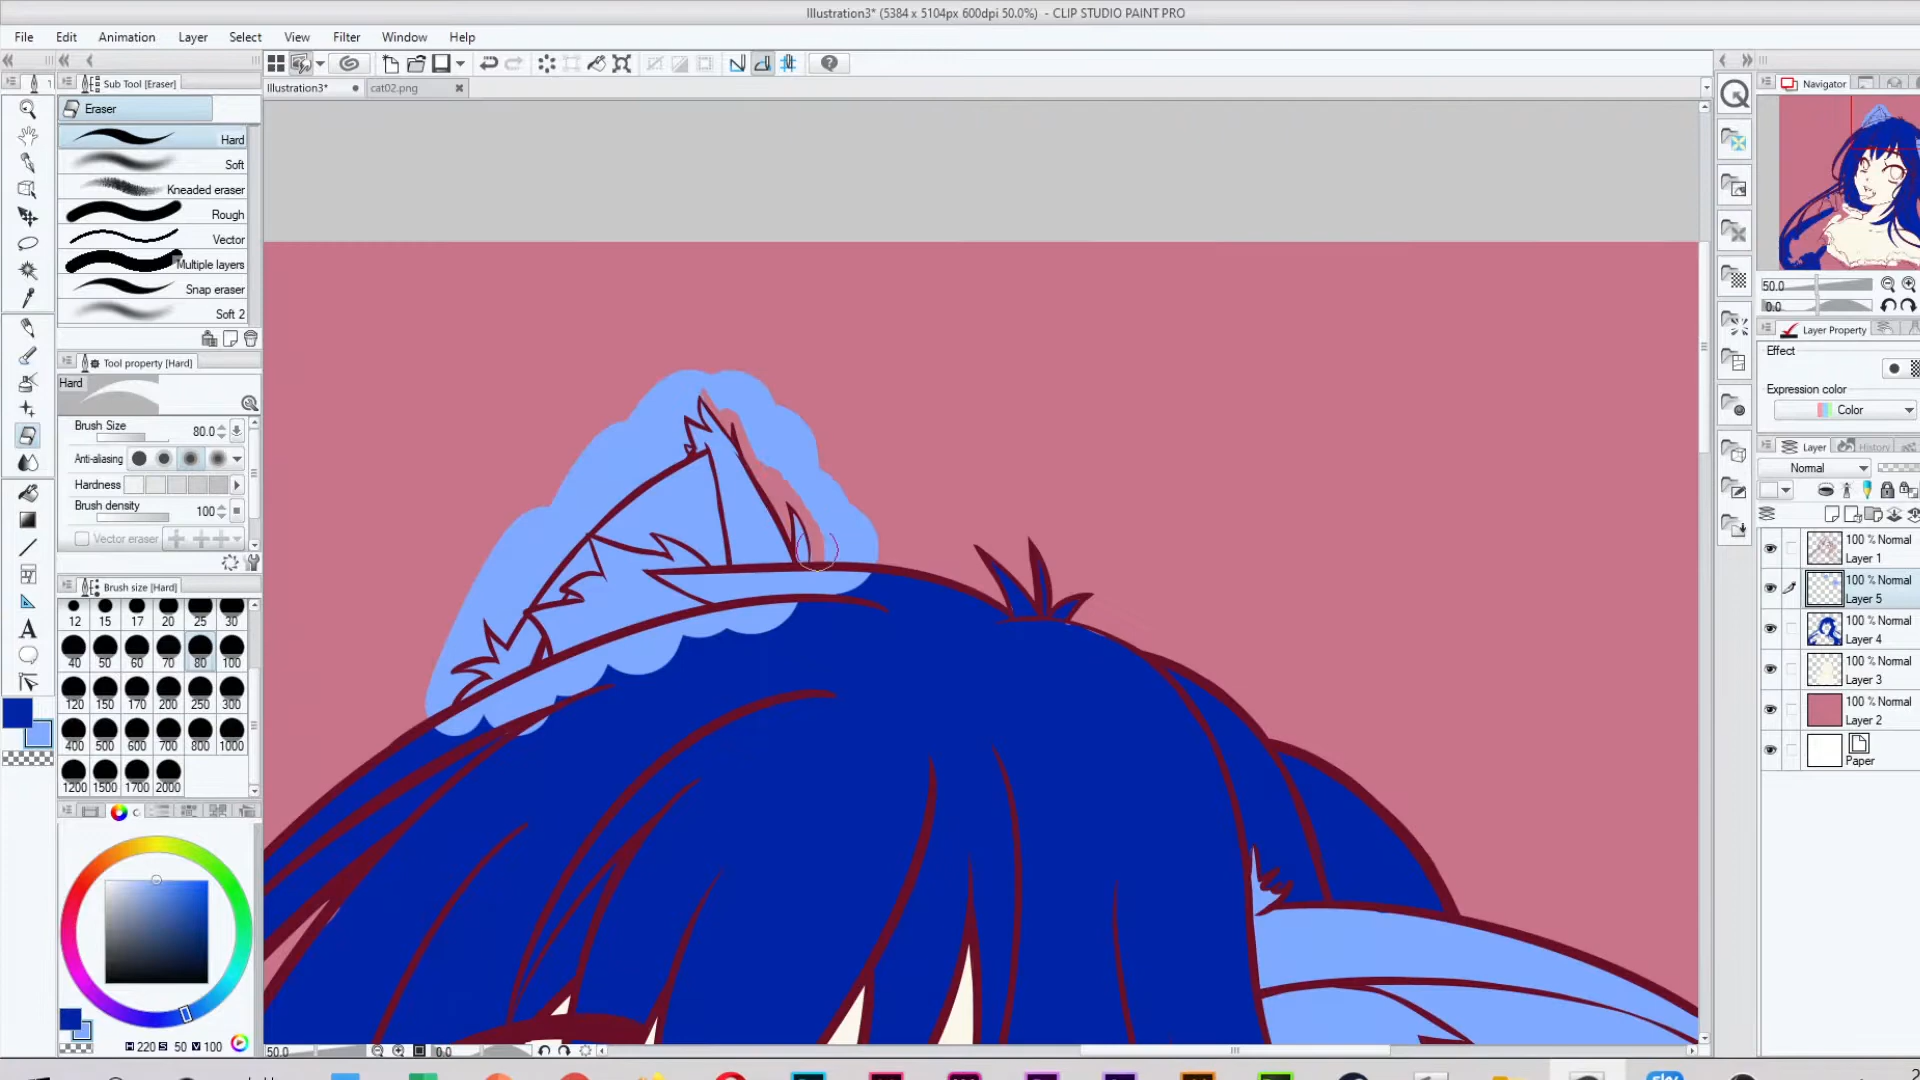 Illustration3* (5384 x 5104px 600dpi 50.0%) - CLIP STUDIO PAINT PRO
File Edit Animation Layer Select View Filter Window Help
Sub Tool [Eraser]
Illustration3* cat02.png
Eraser
Hard
Soft
Kneaded eraser
Rough
Vector
Multiple layers
Snap eraser
Soft 2
Tool property [Hard]
Hard
Brush Size 80.0
Anti-aliasing
Hardness
Brush density 100
Vector eraser
Brush size [Hard]
12 15 17 20 25 30
40 50 60 70 80 100
120 150 170 200 250 300
400 500 600 700 800 1000
1200 1500 1700 2000
H 220 S 50 V 100
50.0 0.0
Navigator
50.0
0.0
Layer Property
Effect
Expression color
Color
Layer History
Normal
100 % Normal
Layer 1
100 % Normal
Layer 5
100 % Normal
Layer 4
100 % Normal
Layer 3
100 % Normal
Layer 2
Paper